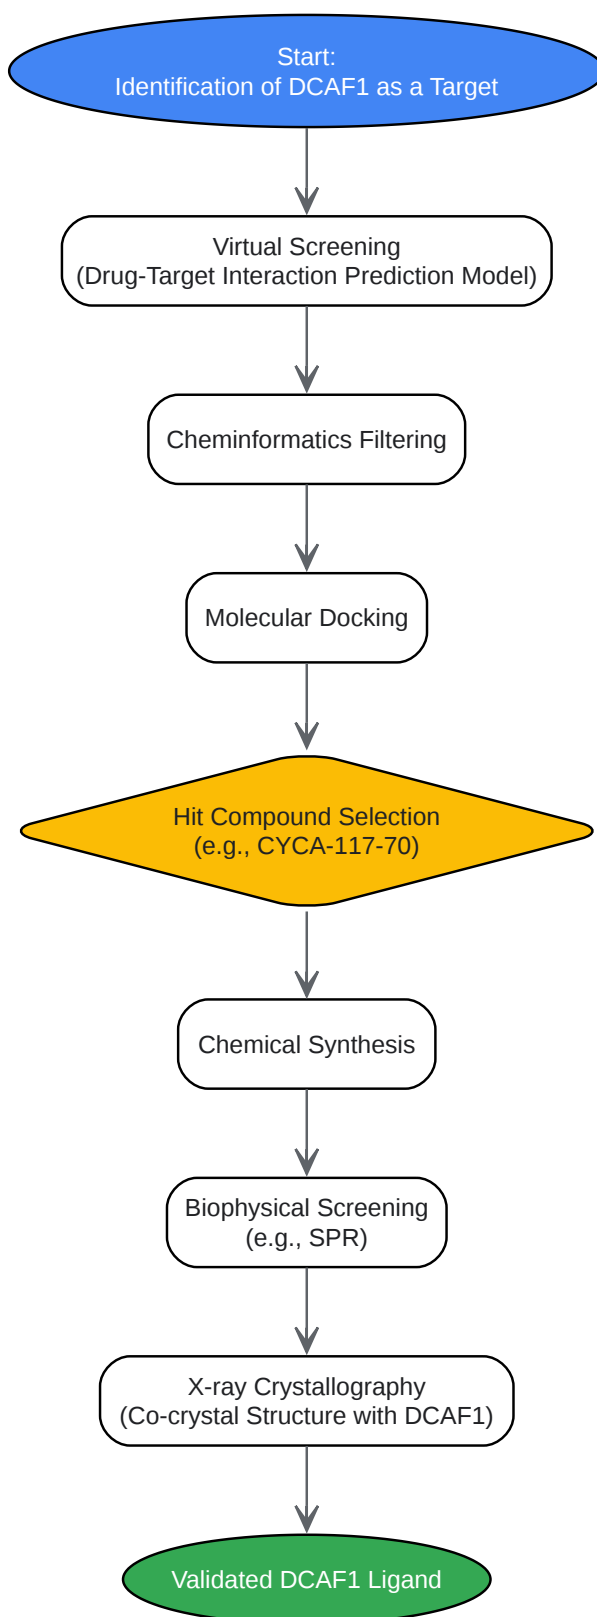 Start:
Identification of DCAF1 as a Target
Virtual Screening
(Drug-Target Interaction Prediction Model)
Cheminformatics Filtering
Molecular Docking
Hit Compound Selection
(e.g., CYCA-117-70)
Chemical Synthesis
Biophysical Screening
(e.g., SPR)
X-ray Crystallography
(Co-crystal Structure with DCAF1)
Validated DCAF1 Ligand